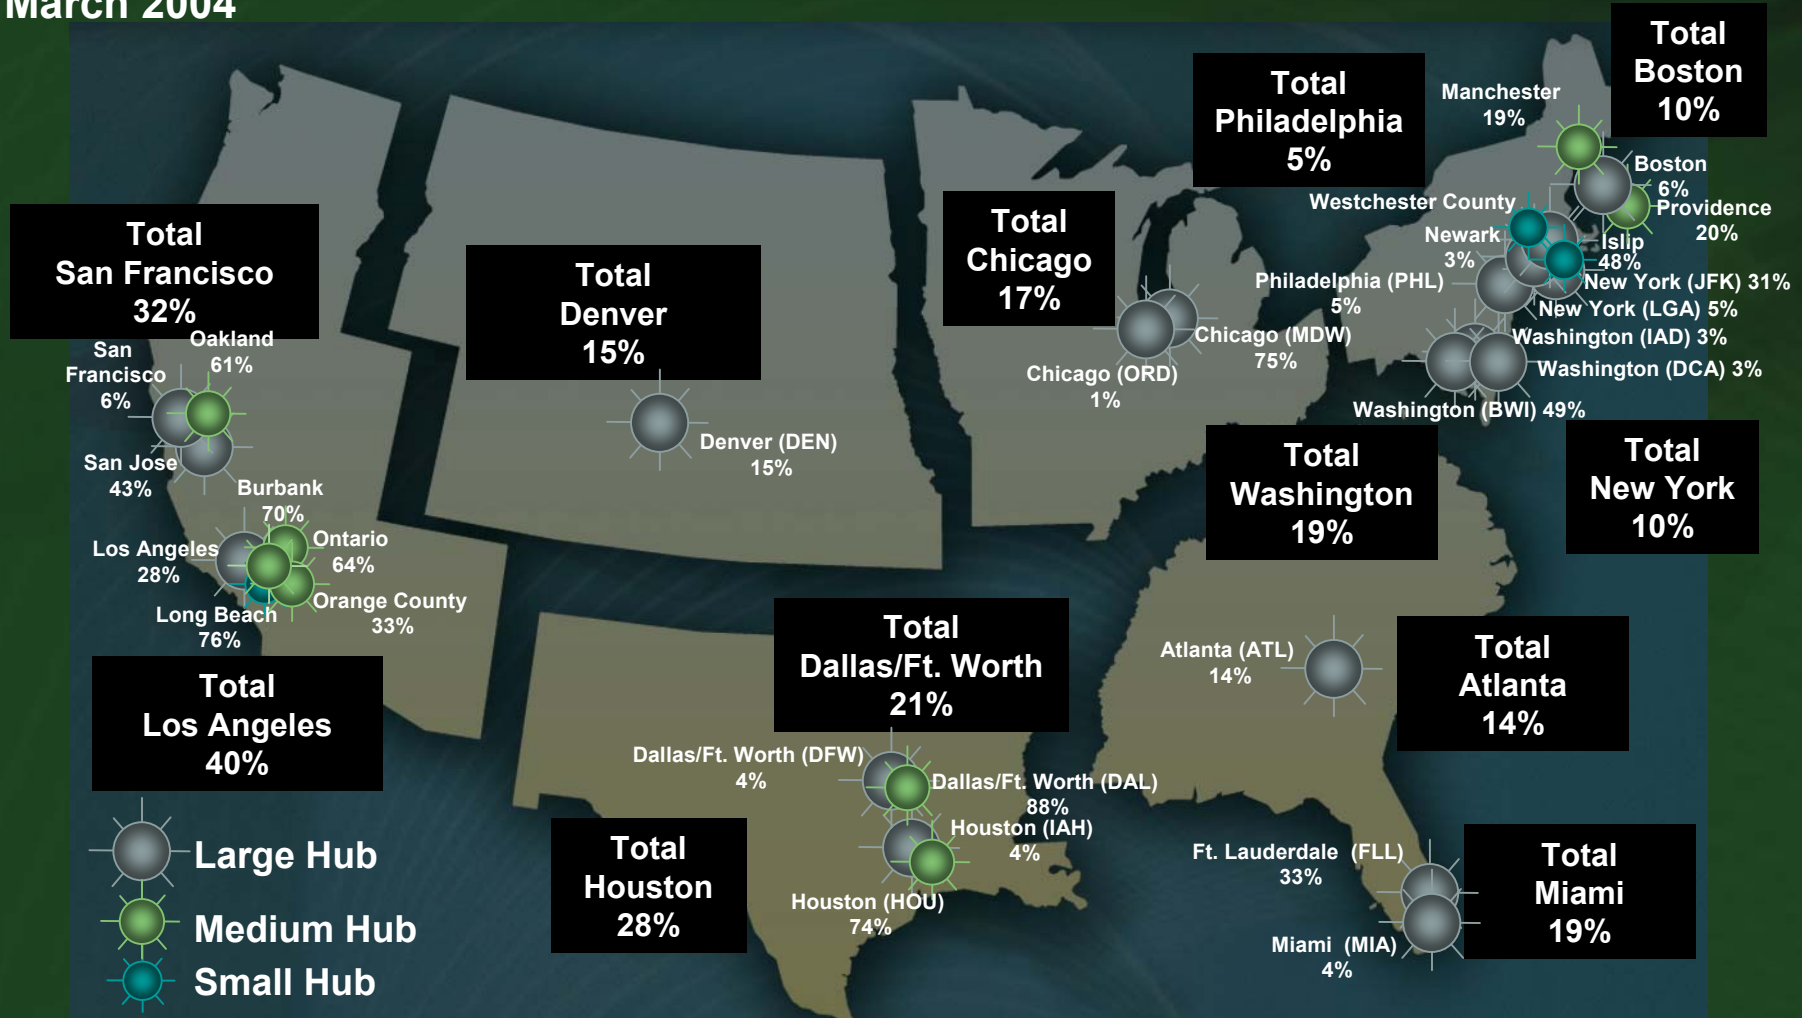 March 2004
Total
Boston
10%
Total
Philadelphia
5%
Manchester
19%
Boston
6%
Providence
20%
Westchester County
Newark
3%
Islip
48%
Philadelphia (PHL)
5%
New York (JFK) 31%
New York (LGA) 5%
Washington (IAD) 3%
Washington (DCA) 3%
Washington (BWI) 49%
Total
San Francisco
32%
Total
Denver
15%
Total
Chicago
17%
Chicago (MDW)
75%
Chicago (ORD)
1%
Oakland
61%
San
Francisco
6%
San Jose
43%
Denver (DEN)
15%
Total
Washington
19%
Total
New York
10%
Burbank
70%
Los Angeles
28%
Ontario
64%
Long Beach
76%
Orange County
33%
Total
Los Angeles
40%
Total
Dallas/Ft. Worth
21%
Atlanta (ATL)
14%
Total
Atlanta
14%
Dallas/Ft. Worth (DFW)
4%
Dallas/Ft. Worth (DAL)
88%
Houston (IAH)
4%
Houston (HOU)
74%
Total
Houston
28%
Ft. Lauderdale (FLL)
33%
Miami (MIA)
4%
Total
Miami
19%
Large Hub
Medium Hub
Small Hub